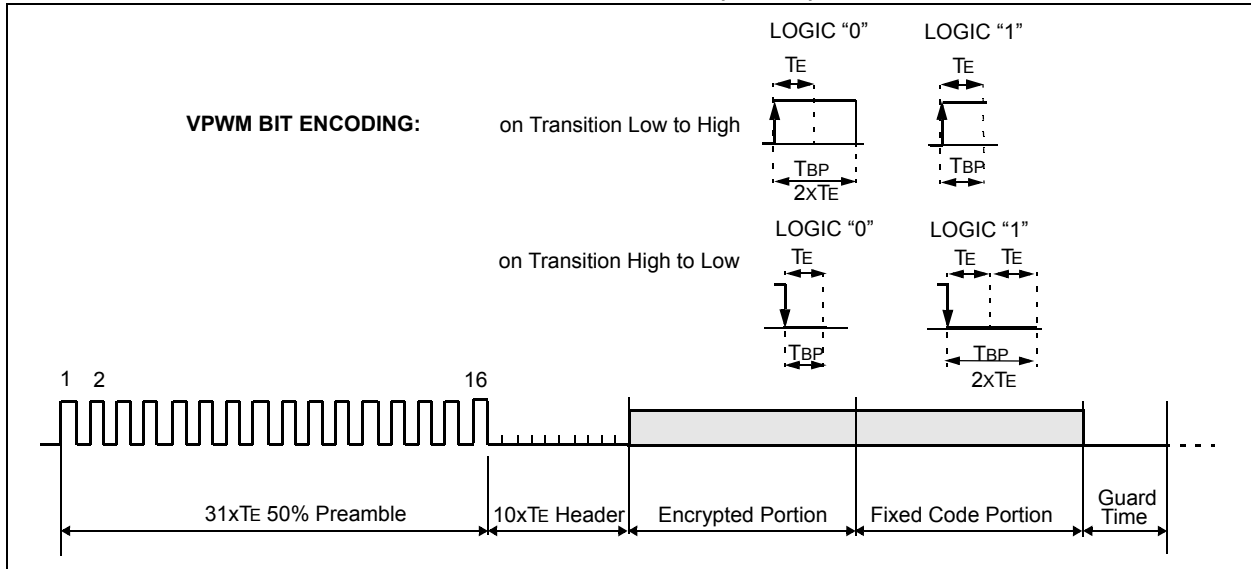 LOGIC “0” LOGIC “1”
TE TE
VPWM BIT ENCODING: on Transition Low to High
TBP TBP
2XTE
LOGIC “0” LOGIC “1”
on Transition High to Low TE TE TE
TBP TBP
2XTE
1 2 16
31xTE 50% Preamble 10xTE Header Encrypted Portion Fixed Code Portion Guard
Time